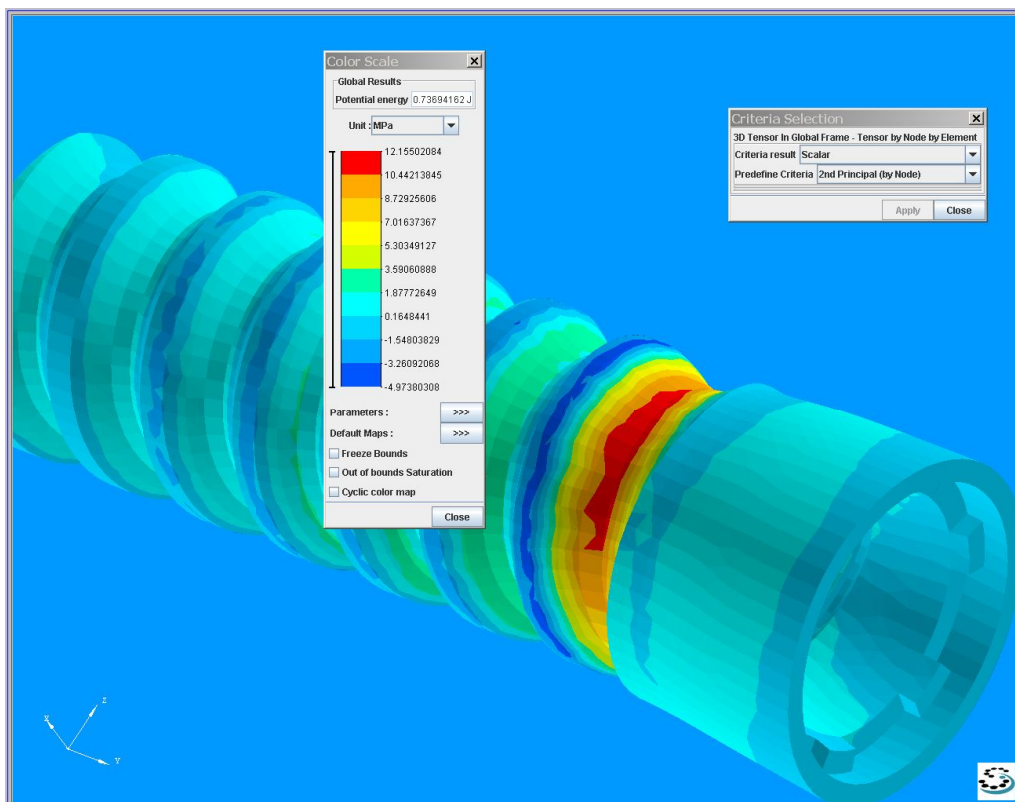 Color Scale
Global Results
Potential energy 0.73694162 J
Unit : MPa
12.15502084
10.44213845
8.72925606
7.01637367
5.30349127
3.59060888
1.87772649
0.1648441
-1.54803829
-3.26092068
-4.97380308
Parameters : >>>
Default Maps : >>>
Freeze Bounds
Out of bounds Saturation
Cyclic color map
Close
Criteria Selection
3D Tensor In Global Frame - Tensor by Node by Element
Criteria result Scalar
Predefine Criteria 2nd Principal (by Node)
Apply Close
X
Z
Y